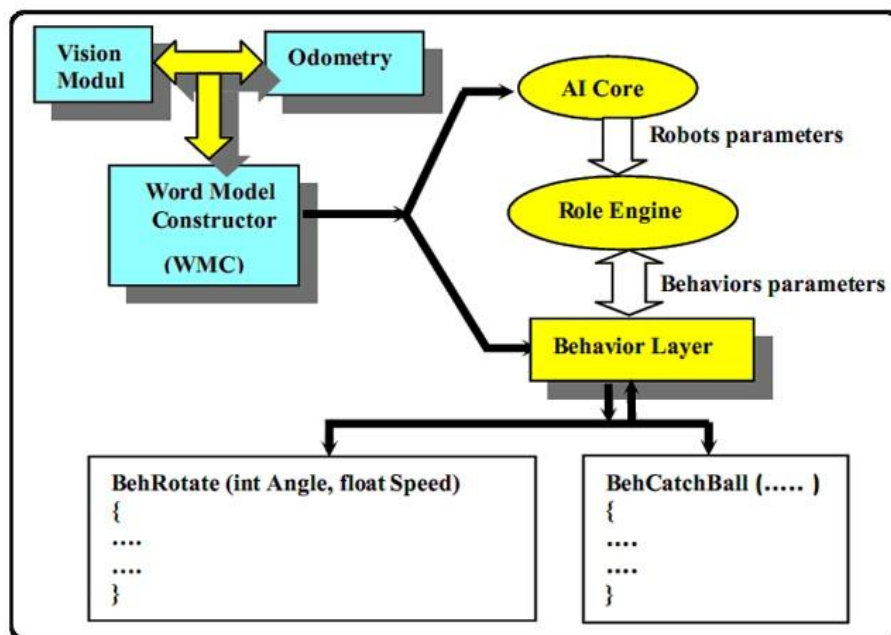 Vision
Modul
Odometry
AI Core
Robots parameters
Word Model
Constructor
(WMC)
Role Engine
Behaviors parameters
Behavior Layer
BehRotate (int Angle, float Speed)
{
....
....
}
BehCatchBall (..... )
{
....
....
}